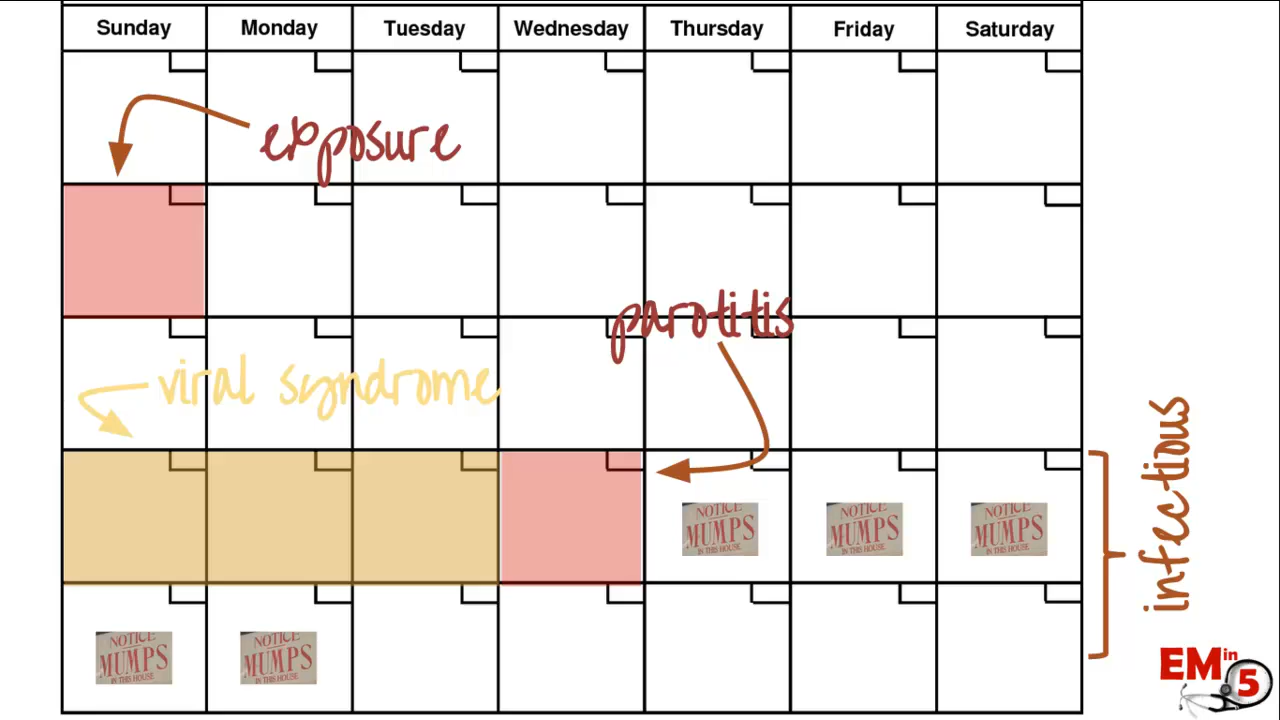 Sunday Monday Tuesday Wednesday Thursday Friday Saturday
exposure
parotitis
viral syndrome
infectious
NOTICE
MUMPS
IN THIS HOUSE
NOTICE
MUMPS
IN THIS HOUSE
NOTICE
MUMPS
IN THIS HOUSE
NOTICE
MUMPS
IN THIS HOUSE
NOTICE
MUMPS
IN THIS HOUSE
EM in 5